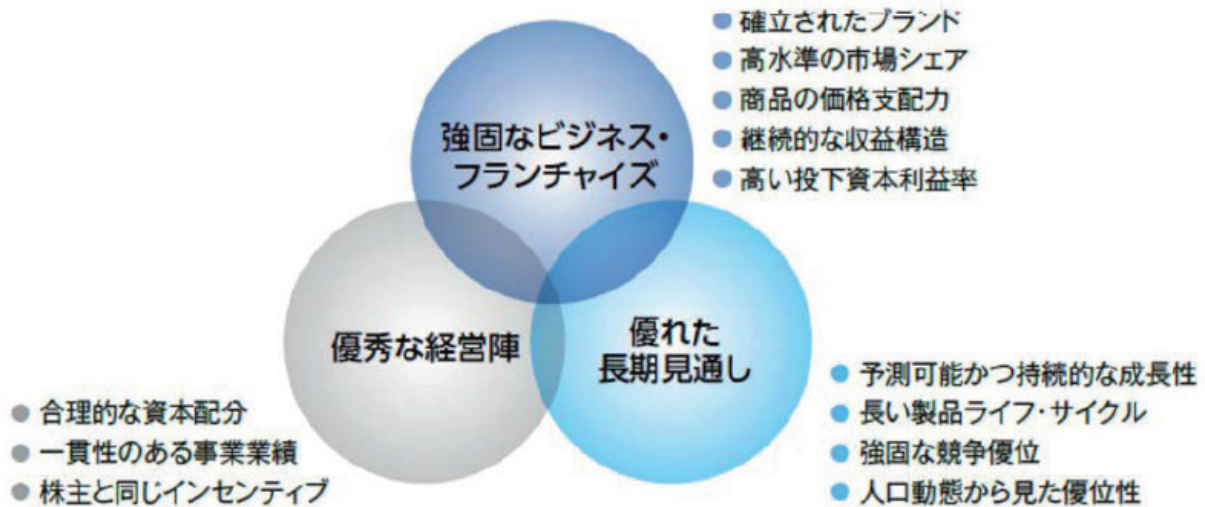 ● 確立されたブランド
● 高水準の市場シェア
● 商品の価格支配力
● 継続的な収益構造
● 高い投下資本利益率
強固なビジネス・
フランチャイズ
優秀な経営陣
優れた
長期見通し
● 合理的な資本配分
● 一貫性のある事業業績
● 株主と同じインセンティブ
● 予測可能かつ持続的な成長性
● 長い製品ライフ・サイクル
● 強固な競争優位
● 人口動態から見た優位性